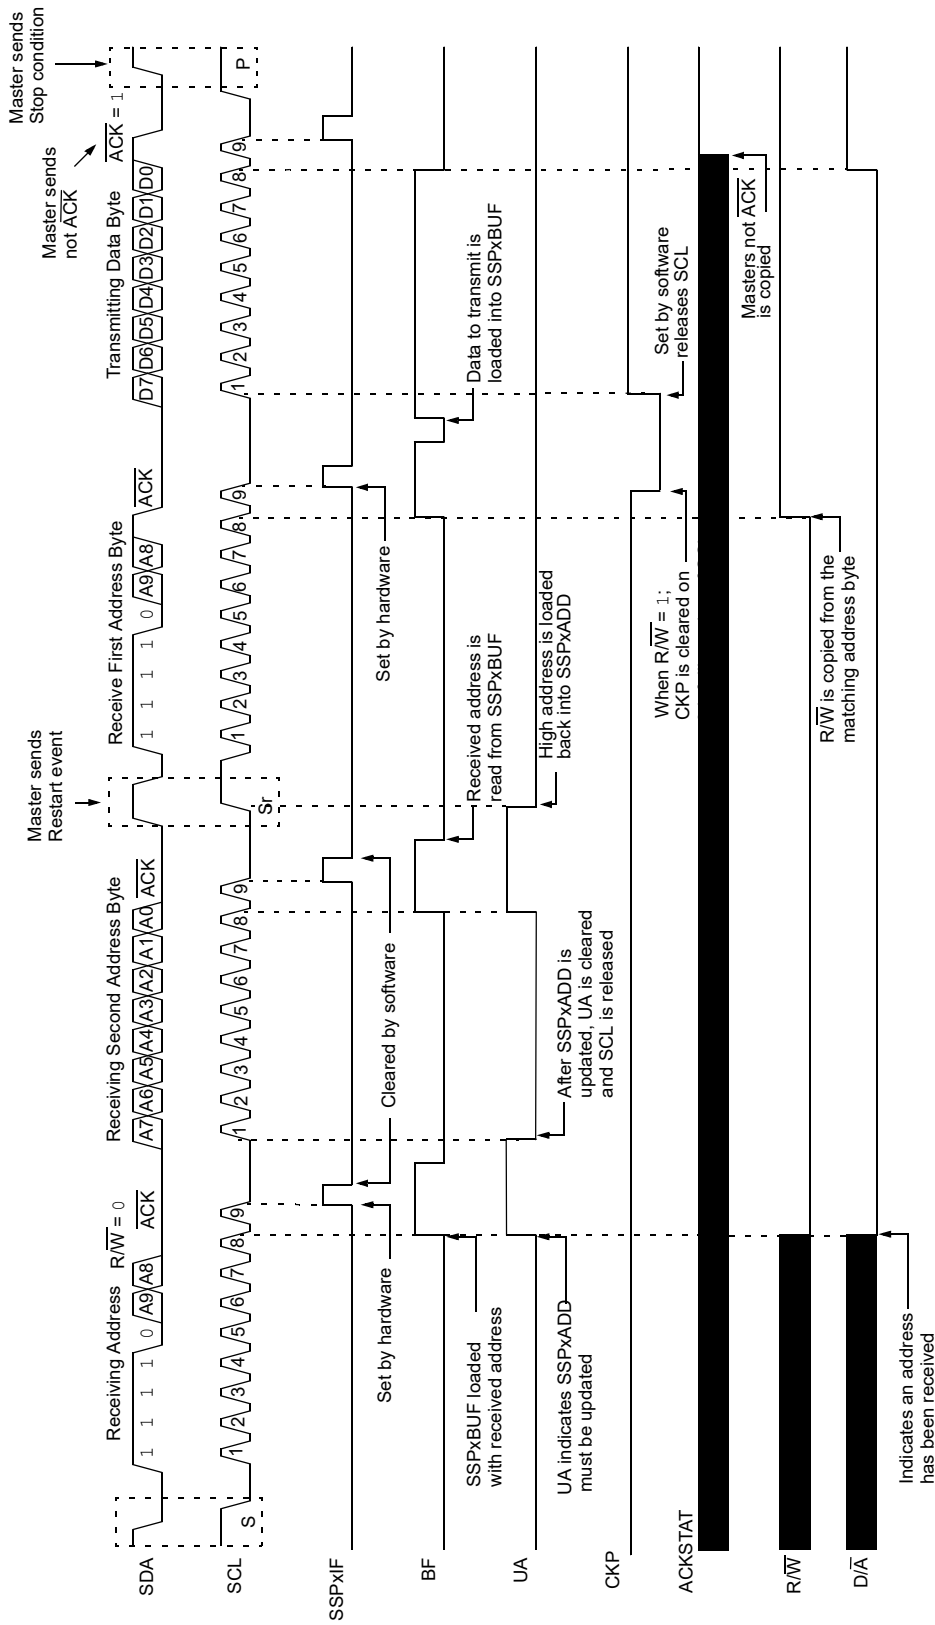 Master sends
Stop condition
Master sends
not ACK
Master sends
Restart event
Receiving Address R/W = 0
Receiving Second Address Byte
Receive First Address Byte
Transmitting Data Byte
ACK = 1
SDA
1 1 1 1 0 A9 A8 ACK
A7 A6 A5 A4 A3 A2 A1 A0 ACK
1 1 1 1 0 A9 A8 ACK
D7 D6 D5 D4 D3 D2 D1 D0
SCL
S
1 2 3 4 5 6 7 8 9
1 2 3 4 5 6 7 8 9
Sr
1 2 3 4 5 6 7 8 9
1 2 3 4 5 6 7 8 9
P
SSPxIF
Set by hardware
Cleared by software
Set by hardware
BF
SSPxBUF loaded
with received address
Received address is
read from SSPxBUF
Data to transmit is
loaded into SSPxBUF
UA
UA indicates SSPxADD
must be updated
After SSPxADD is
updated, UA is cleared
and SCL is released
High address is loaded
back into SSPxADD
CKP
When R/W = 1;
CKP is cleared on
Set by software
releases SCL
ACKSTAT
Masters not ACK
is copied
R/W
R/W is copied from the
matching address byte
D/A
Indicates an address
has been received